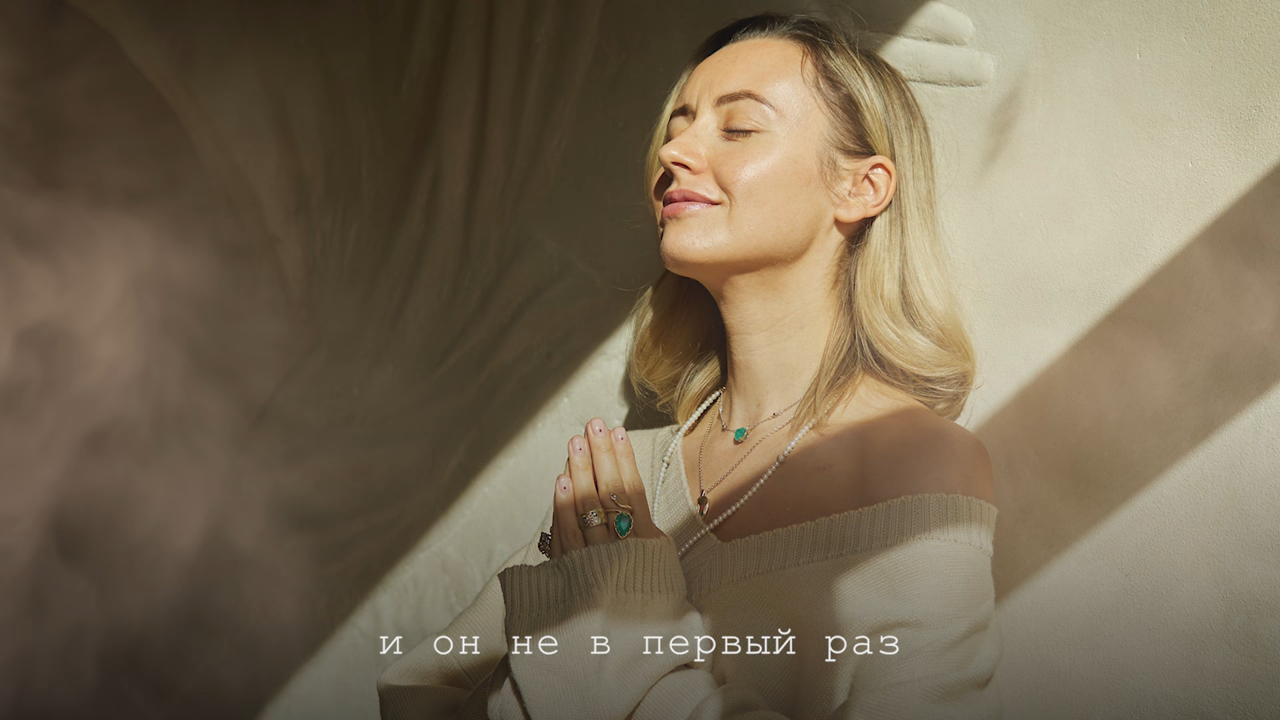 и он не в первый раз